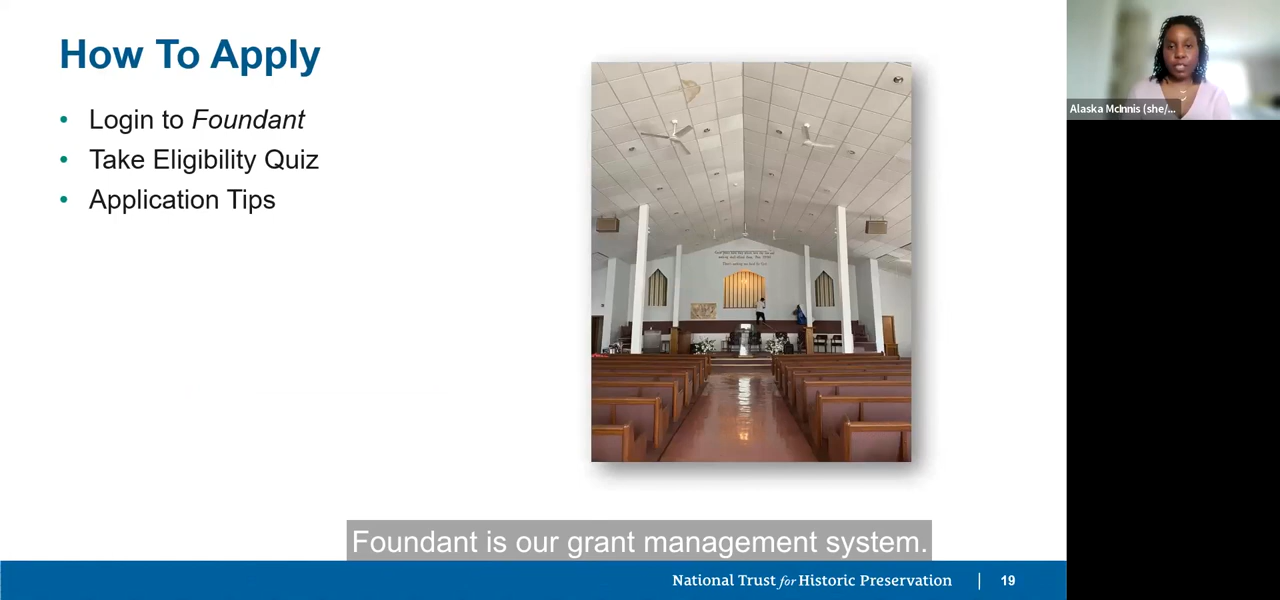 How To Apply
• Login to Foundant
• Take Eligibility Quiz
• Application Tips
Alaska McInnis (she/...
Foundant is our grant management system.
National Trust for Historic Preservation | 19